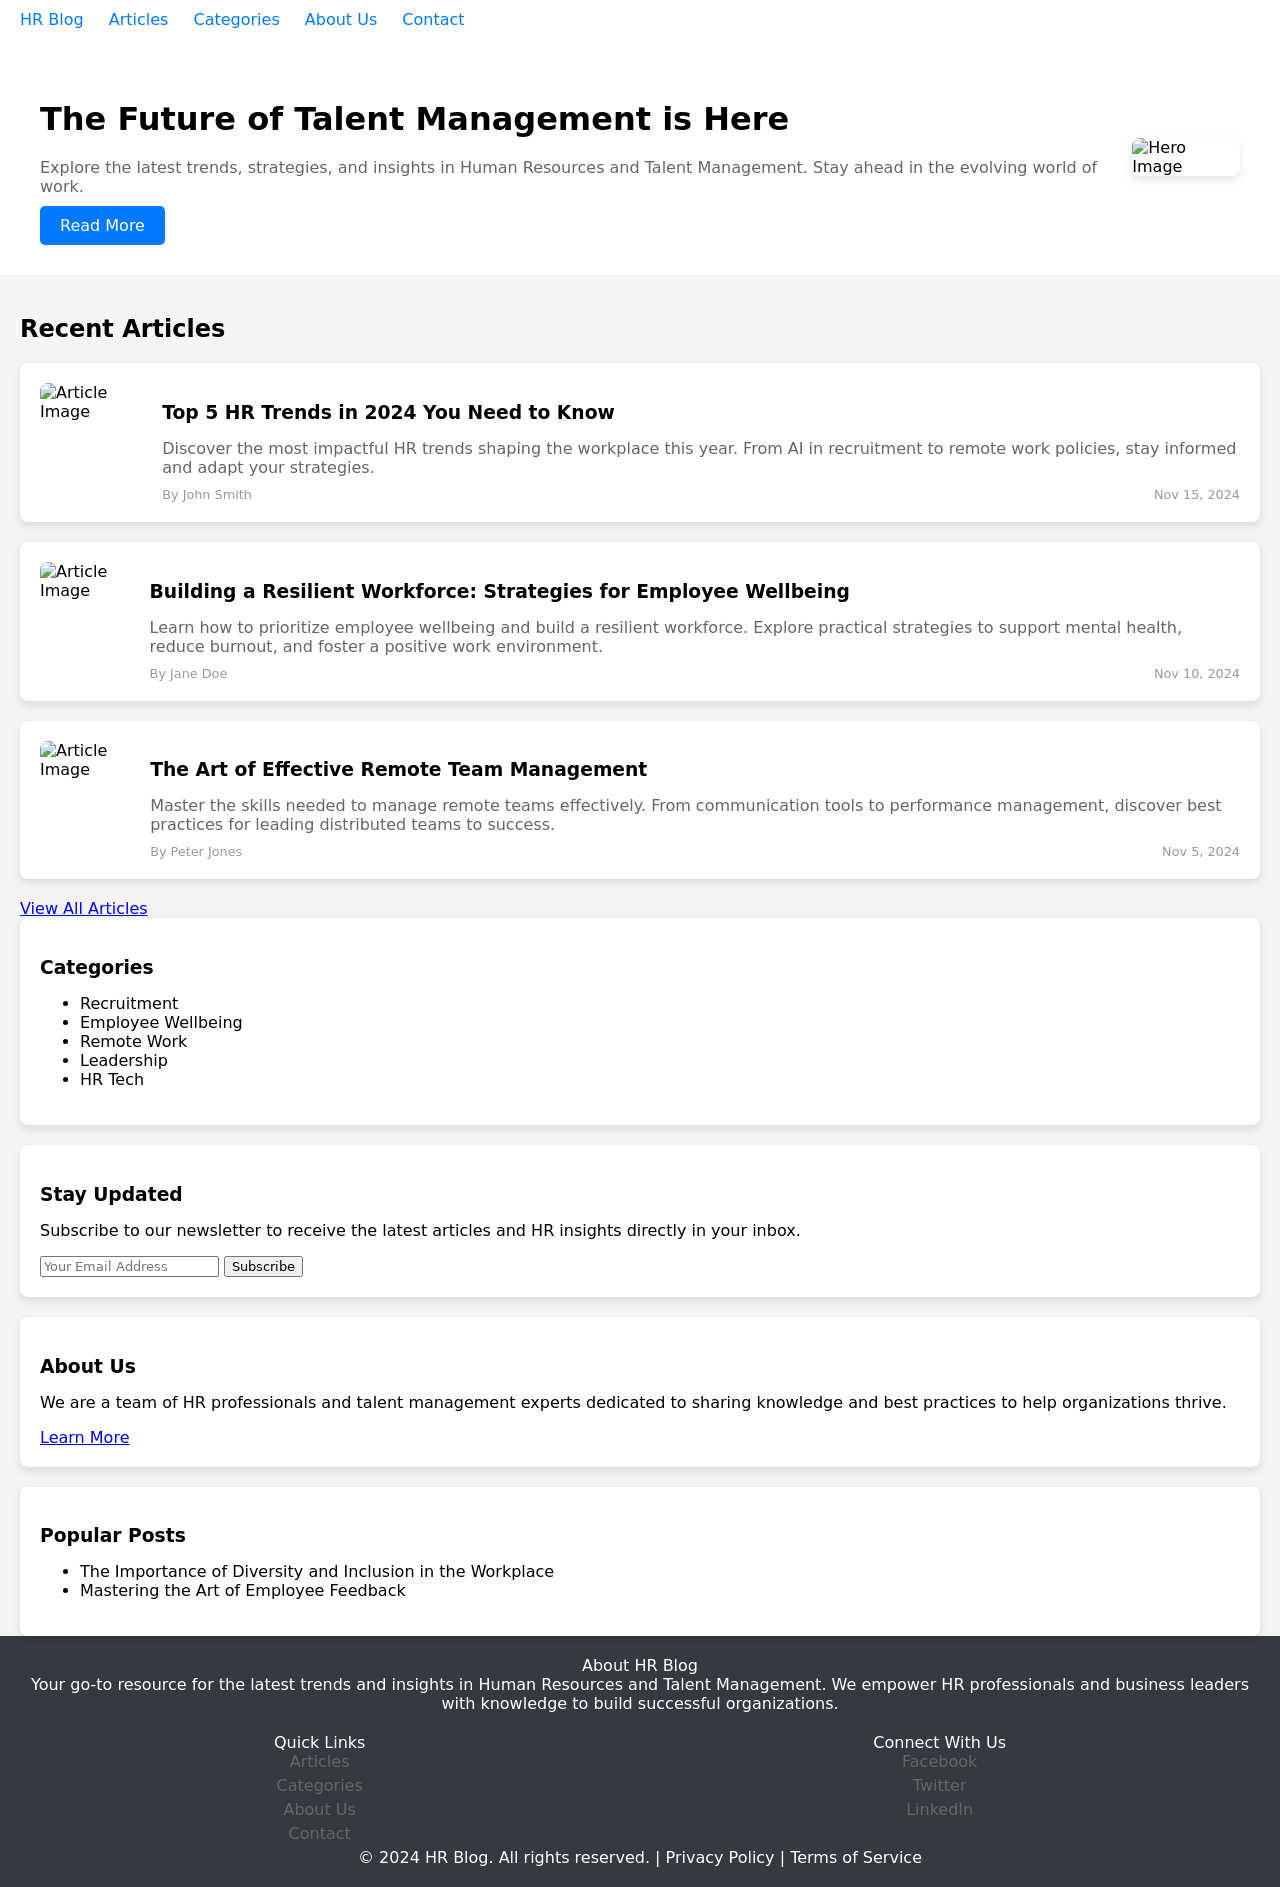 HR Blog Articles Categories About Us Contact
The Future of Talent Management is Here
Explore the latest trends, strategies, and insights in Human Resources and Talent Management. Stay ahead in the evolving world of
work.
Read More
Hero
Image
Recent Articles
Article
Image
Top 5 HR Trends in 2024 You Need to Know
Discover the most impactful HR trends shaping the workplace this year. From AI in recruitment to remote work policies, stay informed
and adapt your strategies.
By John Smith Nov 15, 2024
Article
Image
Building a Resilient Workforce: Strategies for Employee Wellbeing
Learn how to prioritize employee wellbeing and build a resilient workforce. Explore practical strategies to support mental health,
reduce burnout, and foster a positive work environment.
By Jane Doe Nov 10, 2024
Article
Image
The Art of Effective Remote Team Management
Master the skills needed to manage remote teams effectively. From communication tools to performance management, discover best
practices for leading distributed teams to success.
By Peter Jones Nov 5, 2024
View All Articles
Categories
• Recruitment
• Employee Wellbeing
• Remote Work
• Leadership
• HR Tech
Stay Updated
Subscribe to our newsletter to receive the latest articles and HR insights directly in your inbox.
Your Email Address Subscribe
About Us
We are a team of HR professionals and talent management experts dedicated to sharing knowledge and best practices to help organizations thrive.
Learn More
Popular Posts
• The Importance of Diversity and Inclusion in the Workplace
• Mastering the Art of Employee Feedback
About HR Blog
Your go-to resource for the latest trends and insights in Human Resources and Talent Management. We empower HR professionals and business leaders
with knowledge to build successful organizations.
Quick Links
Articles
Categories
About Us
Contact
Connect With Us
Facebook
Twitter
LinkedIn
© 2024 HR Blog. All rights reserved. | Privacy Policy | Terms of Service